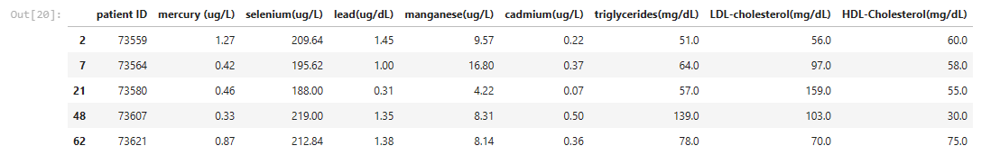 Out[20]: patient ID mercury (ug/L) selenium(ug/L) lead(ug/dL) manganese(ug/L) cadmium(ug/L) triglycerides(mg/dL) LDL-cholesterol(mg/dL) HDL-Cholesterol(mg/dL)
2 73559 1.27 209.64 1.45 9.57 0.22 51.0 56.0 60.0
7 73564 0.42 195.62 1.00 16.80 0.37 64.0 97.0 58.0
21 73580 0.46 188.00 0.31 4.22 0.07 57.0 159.0 55.0
48 73607 0.33 219.00 1.35 8.31 0.50 139.0 103.0 30.0
62 73621 0.87 212.84 1.38 8.14 0.36 78.0 70.0 75.0